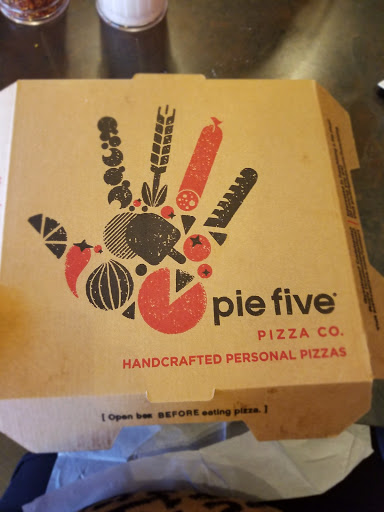 pie five
PIZZA CO.
HANDCRAFTED PERSONAL PIZZAS
[ Open box BEFORE eating pizza. ]